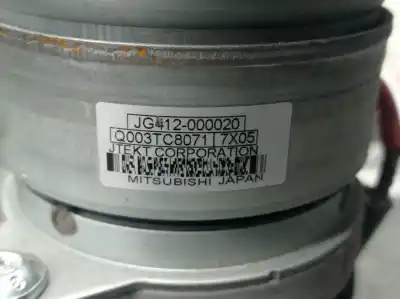 JG412-000020
Q003TC8071 7X05
JTEKT CORPORATION
MITSUBISHI JAPAN